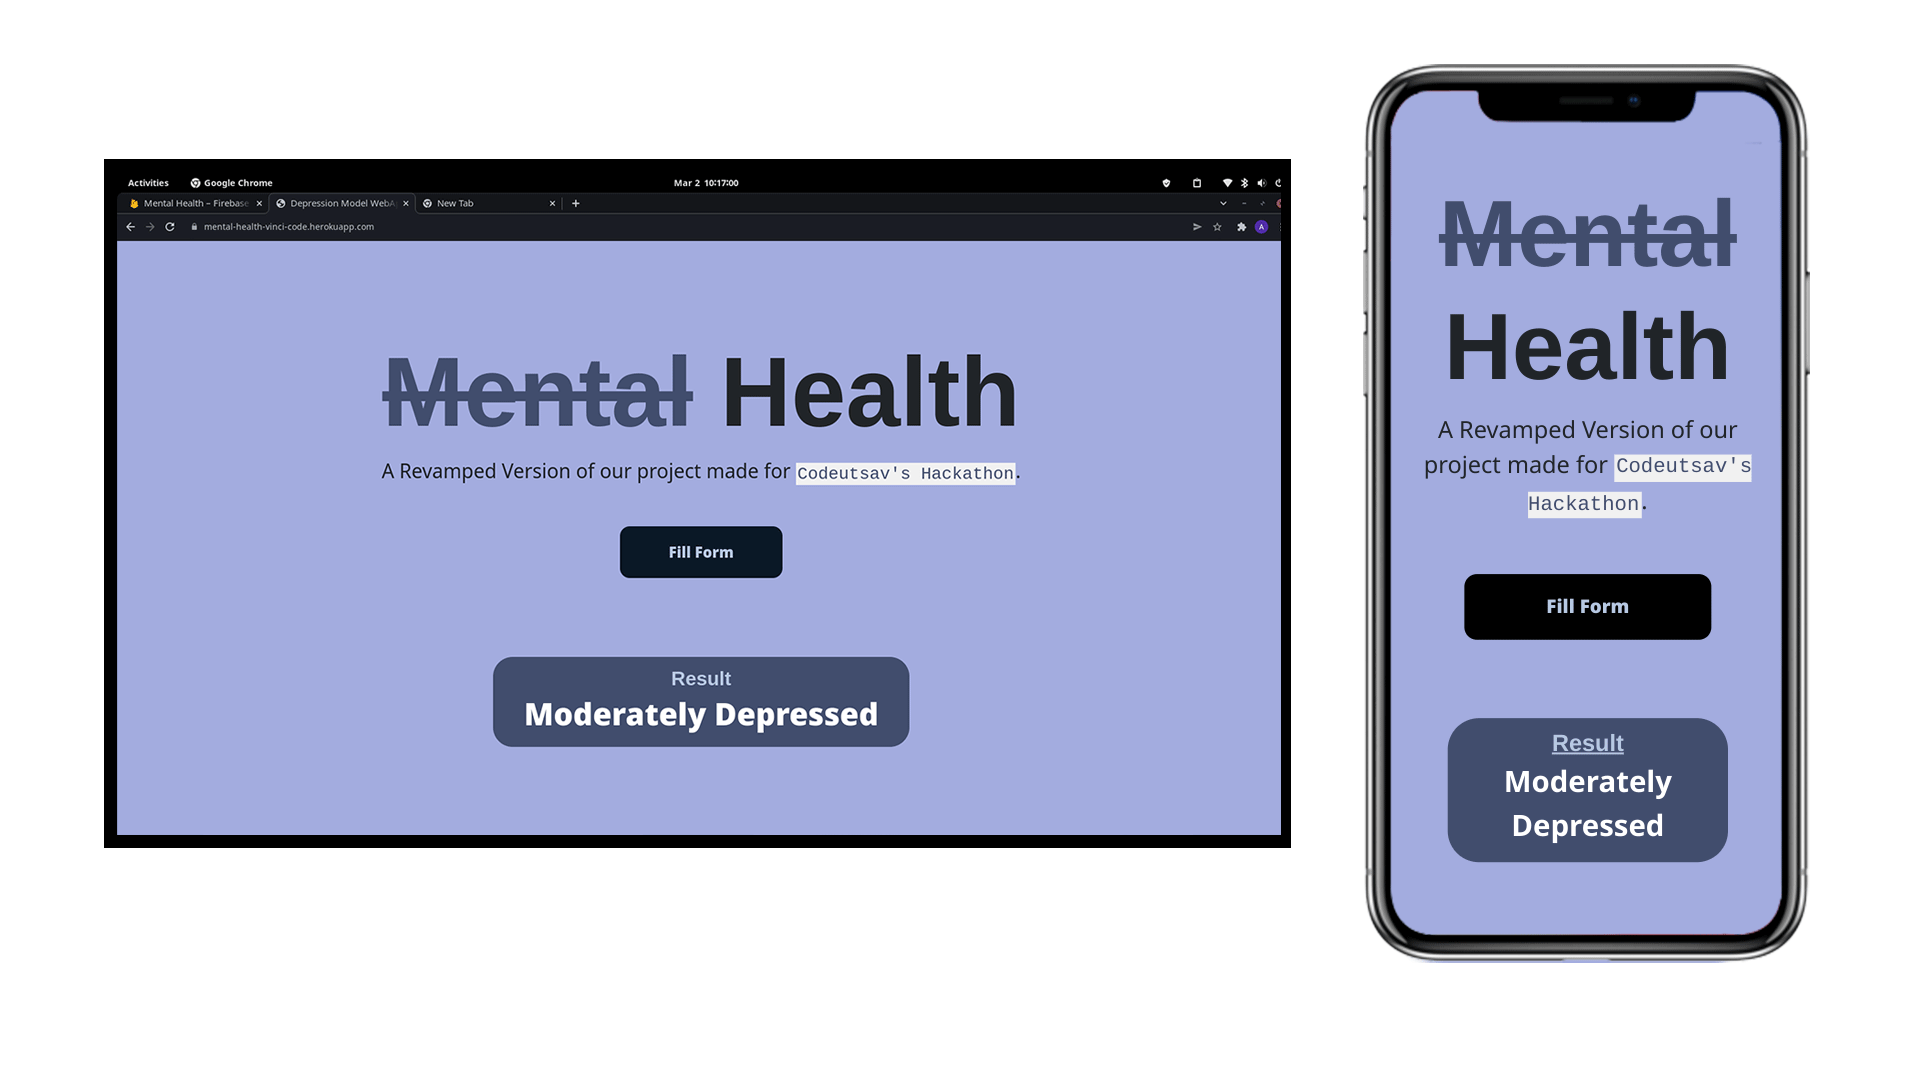 Activities Google Chrome Mar 2 10:17:00
Mental Health – Firebase Depression Model WebA New Tab
mental-health-vinci-code.herokuapp.com A
Mental Health
A Revamped Version of our project made for Codeutsav's Hackathon.
Fill Form
Result
Moderately Depressed
Mental
Health
A Revamped Version of our
project made for Codeutsav's
Hackathon.
Fill Form
Result
Moderately
Depressed